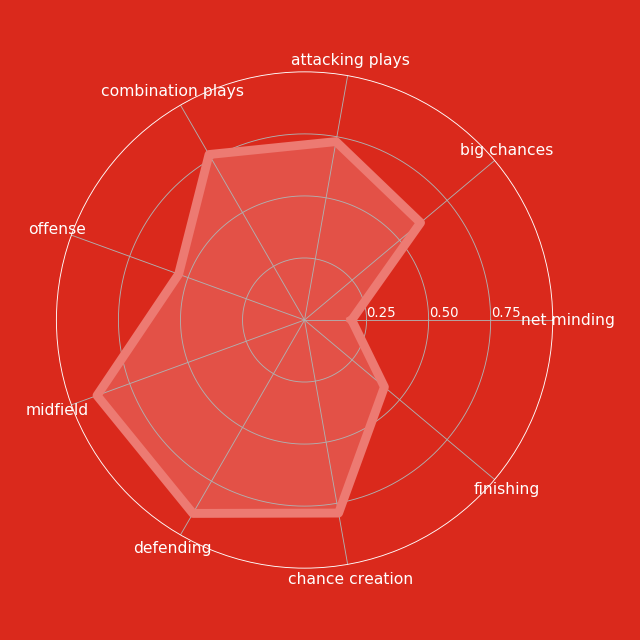 attacking plays
combination plays
big chances
offense
0.25 0.50 0.75 net minding
midfield
finishing
defending
chance creation